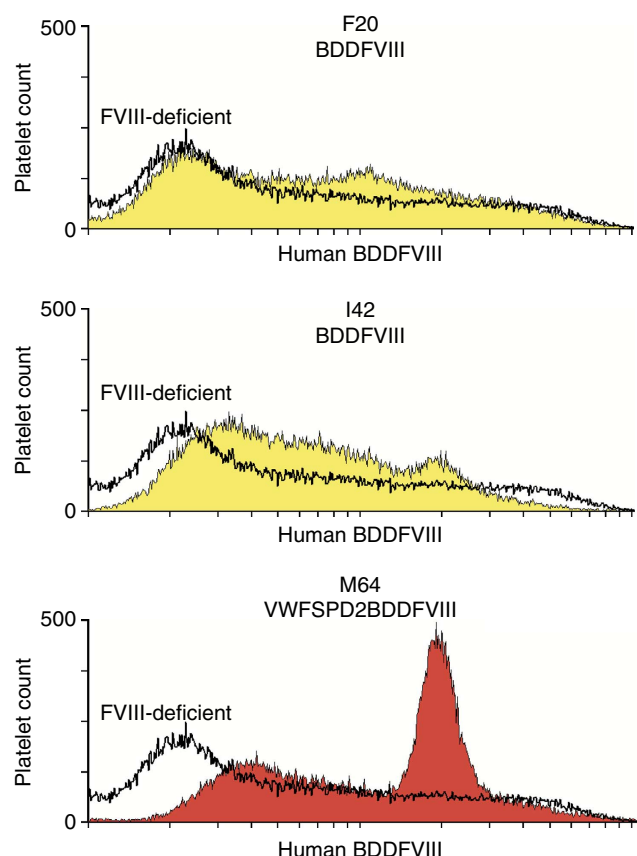 F20
BDDFVIII
500
FVIII-deficient
Platelet count
0
Human BDDFVIII
I42
BDDFVIII
500
FVIII-deficient
Platelet count
0
Human BDDFVIII
M64
VWFSPD2BDDFVIII
500
FVIII-deficient
Platelet count
0
Human BDDFVIII